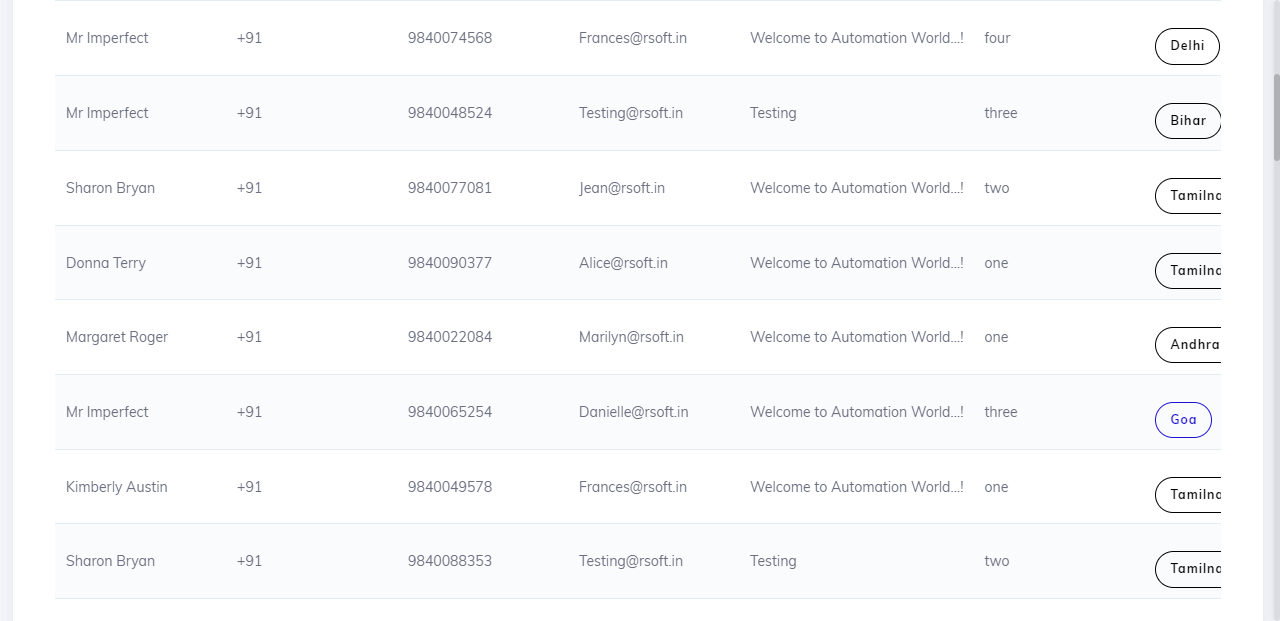 Mr Imperfect +91 9840074568 Frances@rsoft.in Welcome to Automation World...! four Delhi
Mr Imperfect +91 9840048524 Testing@rsoft.in Testing three Bihar
Sharon Bryan +91 9840077081 Jean@rsoft.in Welcome to Automation World...! two
Donna Terry +91 9840090377 Alice@rsoft.in Welcome to Automation World...! one
Margaret Roger +91 9840022084 Marilyn@rsoft.in Welcome to Automation World...! one Andhra
Mr Imperfect +91 9840065254 Danielle@rsoft.in Welcome to Automation World...! three Goa
Kimberly Austin +91 9840049578 Frances@rsoft.in Welcome to Automation World...! one
Sharon Bryan +91 9840088353 Testing@rsoft.in Testing two